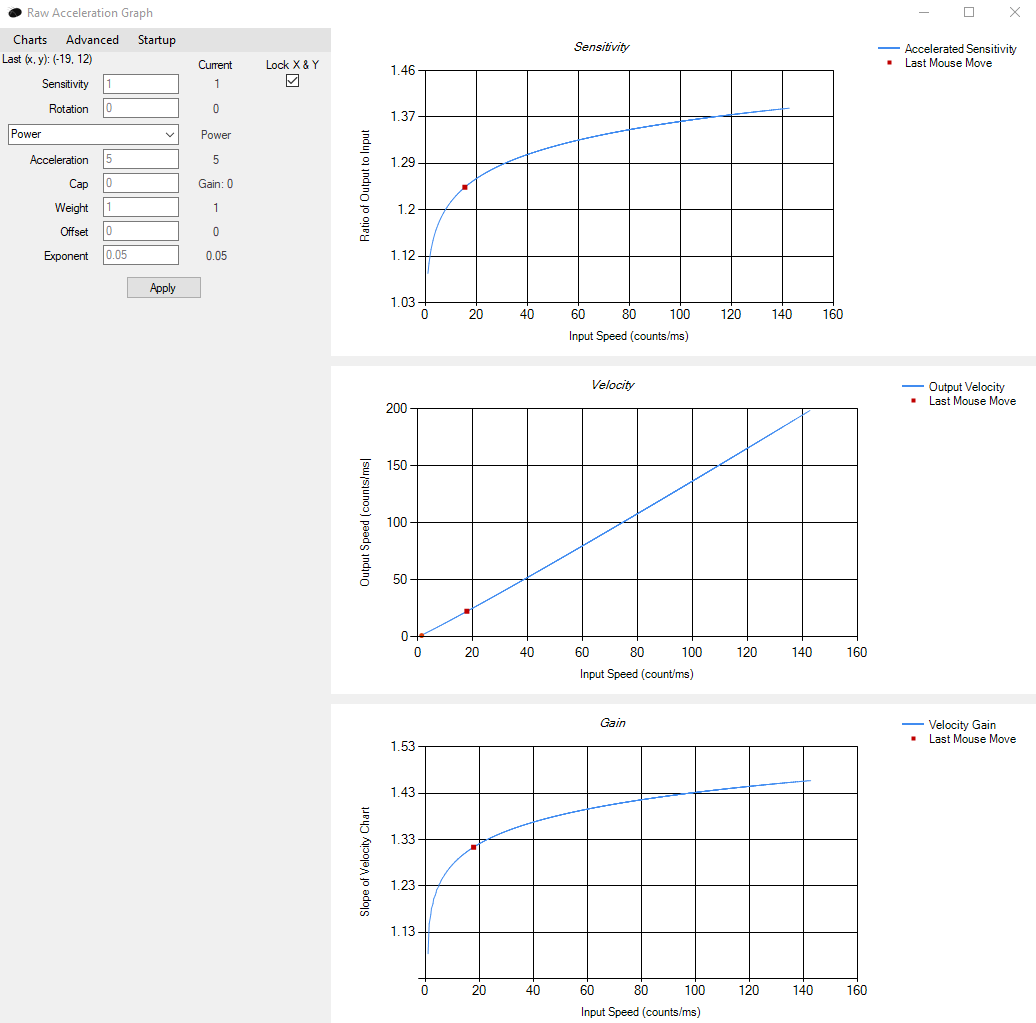 Raw Acceleration Graph
Charts Advanced Startup
Last (x, y): (-19, 12)
Current Lock X & Y
Sensitivity 1 1
Rotation 0 0
Power Power
Acceleration 5 5
Cap 0 Gain: 0
Weight 1 1
Offset 0 0
Exponent 0.05 0.05
Apply
Sensitivity
Accelerated Sensitivity
Last Mouse Move
Ratio of Output to Input
1.46
1.37
1.29
1.2
1.12
1.03
0 20 40 60 80 100 120 140 160
Input Speed (counts/ms)
Velocity
Output Velocity
Last Mouse Move
Output Speed (counts/ms)
200
150
100
50
0
0 20 40 60 80 100 120 140 160
Input Speed (count/ms)
Gain
Velocity Gain
Last Mouse Move
Slope of Velocity Chart
1.53
1.43
1.33
1.23
1.13
0 20 40 60 80 100 120 140 160
Input Speed (counts/ms)